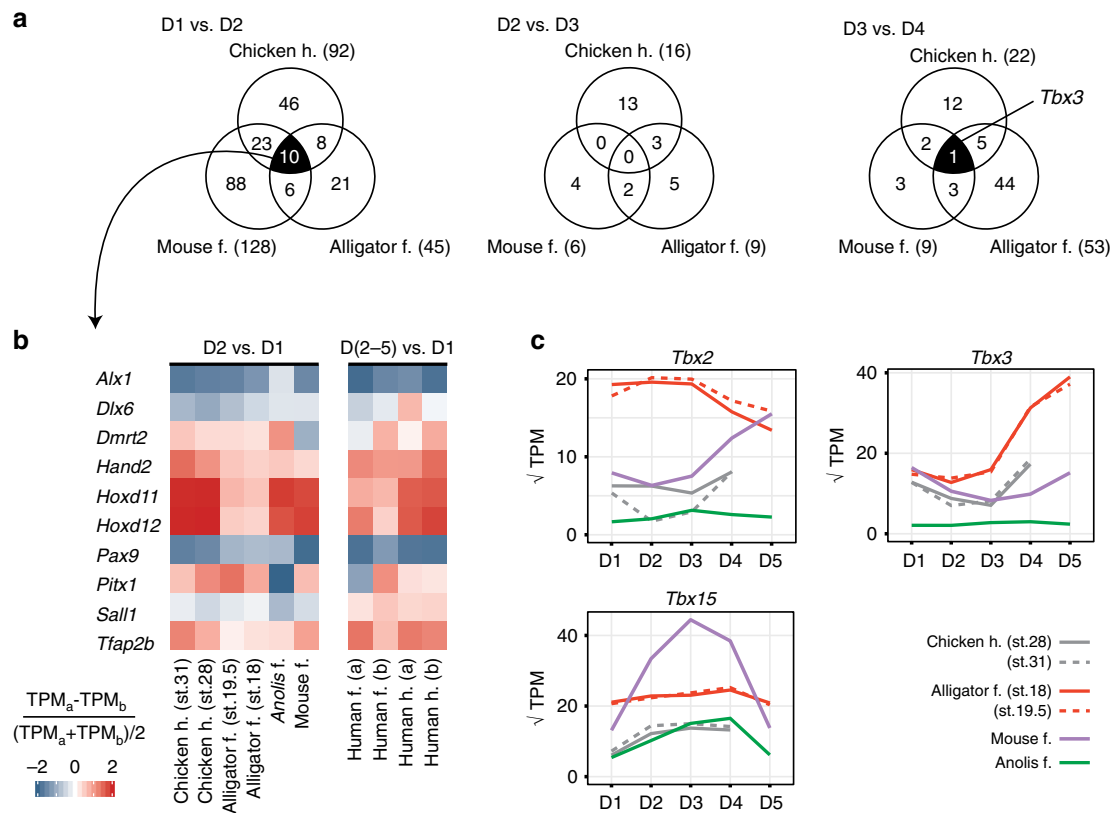 a
D1 vs. D2
Chicken h. (92)
46
23
8
10
88
6
21
Mouse f. (128)
Alligator f. (45)
D2 vs. D3
Chicken h. (16)
13
0
3
0
4
2
5
Mouse f. (6)
Alligator f. (9)
D3 vs. D4
Chicken h. (22)
Tbx3
12
2
5
1
3
3
44
Mouse f. (9)
Alligator f. (53)
b
D2 vs. D1
D(2–5) vs. D1
Alx1
Dlx6
Dmrt2
Hand2
Hoxd11
Hoxd12
Pax9
Pitx1
Sall1
Tfap2b
Chicken h. (st.31)
Chicken h. (st.28)
Alligator f. (st.19.5)
Alligator f. (st.18)
Anolis f.
Mouse f.
Human f. (a)
Human f. (b)
Human h. (a)
Human h. (b)
TPMa-TPMb
(TPMa+TPMb)/2
–2 0 2
c
Tbx2
√ TPM
20
10
0
D1 D2 D3 D4 D5
Tbx3
√ TPM
40
20
0
D1 D2 D3 D4 D5
Tbx15
√ TPM
40
20
0
D1 D2 D3 D4 D5
Chicken h. (st.28)
(st.31)
Alligator f. (st.18)
(st.19.5)
Mouse f.
Anolis f.